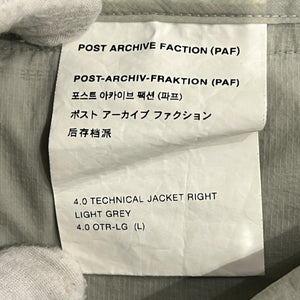 POST ARCHIVE FACTION (PAF)
POST-ARCHIV-FRAKTION (PAF)
포스트 아카이브 팩션 (파프)
ポスト アーカイブ ファクション
后存档派
4.0 TECHNICAL JACKET RIGHT
LIGHT GREY
4.0 OTR-LG (L)